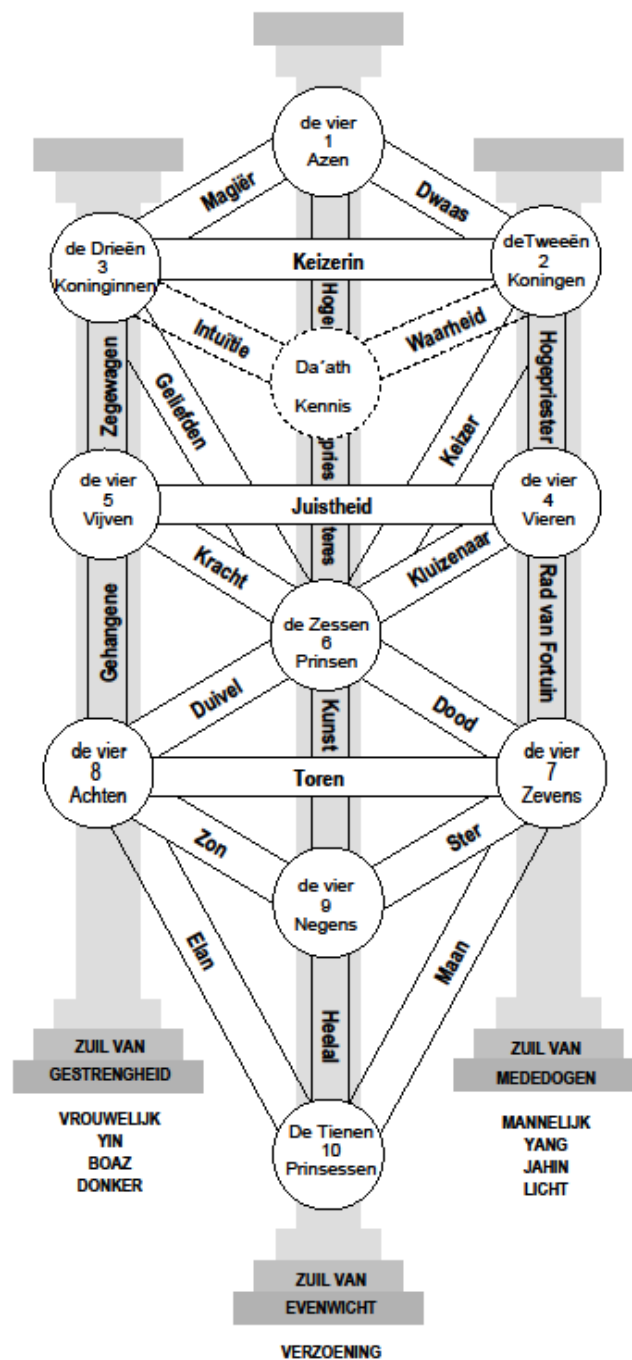 de vier
1
Azen
Magiër
Dwaas
de Drieën
3
Koninginnen
Keizerin
deTweeën
2
Koningen
Hoge
Intuïtie
Waarheid
Da´ath
Kennis
Zegewagen
Geliefden
Keizer
Hogepriester
pries
de vier
5
Vijven
Juistheid
de vier
4
Vieren
teres
Kracht
Kluizenaar
Gehangene
Rad van Fortuin
de Zessen
6
Prinsen
Duivel
Kunst
Dood
de vier
8
Achten
Toren
de vier
7
Zevens
Zon
Ster
de vier
9
Negens
Elan
Maan
Heelal
ZUIL VAN
GESTRENGHEID
ZUIL VAN
MEDEDOGEN
VROUWELIJK
YIN
BOAZ
DONKER
De Tienen
10
Prinsessen
MANNELIJK
YANG
JAHIN
LICHT
ZUIL VAN
EVENWICHT
VERZOENING